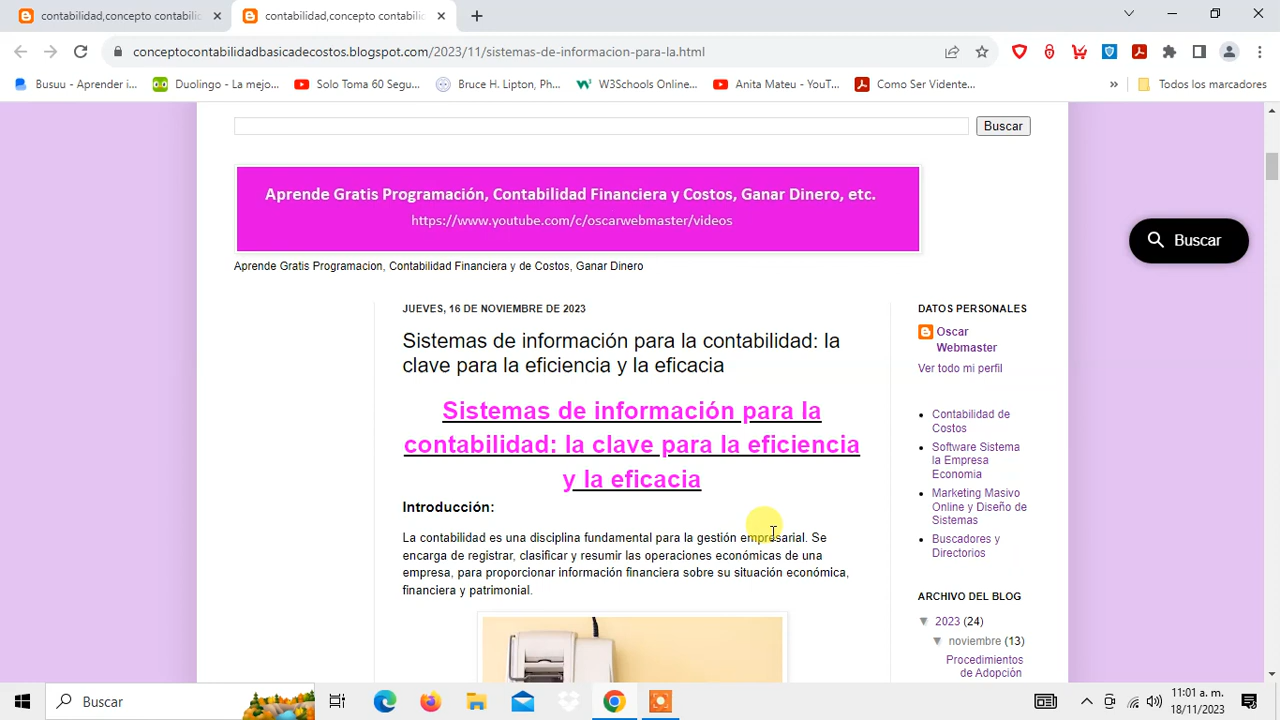 contabilidad,concepto contabilid
contabilidad,concepto contabilid
conceptocontabilidadbasicadecostos.blogspot.com/2023/11/sistemas-de-informacion-para-la.html
Busuu - Aprender i...
Duolingo - La mejo...
Solo Toma 60 Segu...
Bruce H. Lipton, Ph...
W3Schools Online...
Anita Mateu - YouT...
Como Ser Vidente...
»
Todos los marcadores
Buscar
Aprende Gratis Programación, Contabilidad Financiera y Costos, Ganar Dinero, etc.
https://www.youtube.com/c/oscarwebmaster/videos
Buscar
Aprende Gratis Programacion, Contabilidad Financiera y de Costos, Ganar Dinero
JUEVES, 16 DE NOVIEMBRE DE 2023
Sistemas de información para la contabilidad: la
clave para la eficiencia y la eficacia
Sistemas de información para la
contabilidad: la clave para la eficiencia
y la eficacia
Introducción:
La contabilidad es una disciplina fundamental para la gestión empresarial. Se
encarga de registrar, clasificar y resumir las operaciones económicas de una
empresa, para proporcionar información financiera sobre su situación económica,
financiera y patrimonial.
DATOS PERSONALES
Oscar
Webmaster
Ver todo mi perfil
Contabilidad de
Costos
Software Sistema
la Empresa
Economia
Marketing Masivo
Online y Diseño de
Sistemas
Buscadores y
Directorios
ARCHIVO DEL BLOG
▼ 2023 (24)
▼ noviembre (13)
Procedimientos
de Adopción
Buscar
11:01 a. m.
18/11/2023